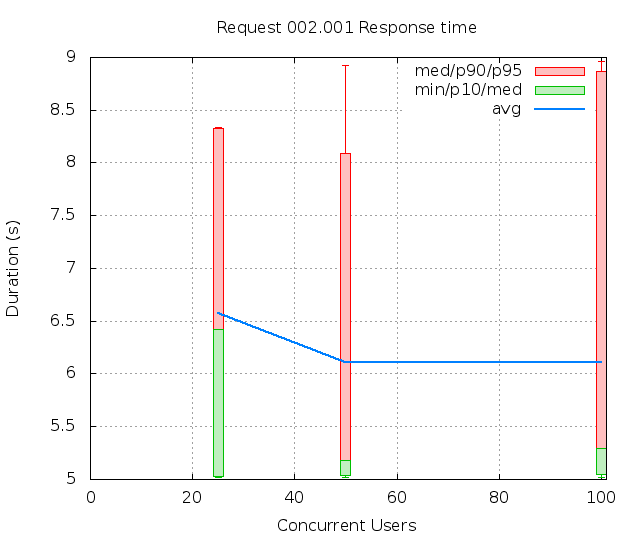 Request 002.001 Response time
med/p90/p95
min/p10/med
avg
9
8.5
8
7.5
7
6.5
6
5.5
5
Duration (s)
0 20 40 60 80 100
Concurrent Users